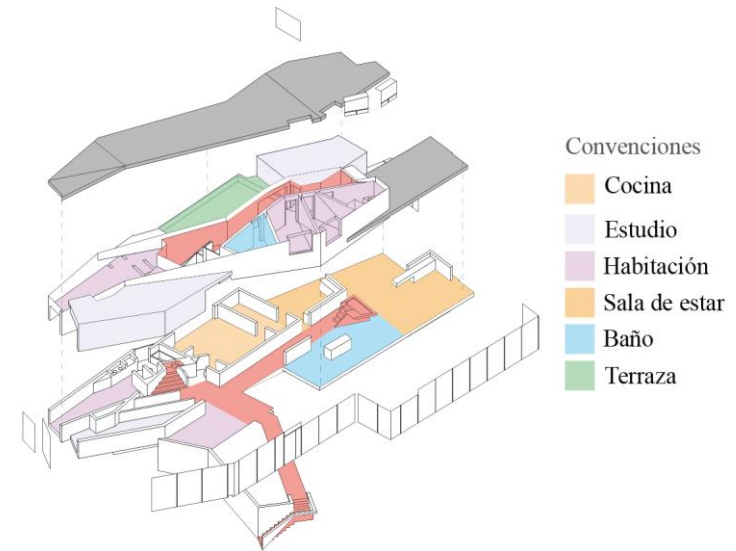 Convenciones
Cocina
Estudio
Habitación
Sala de estar
Baño
Terraza